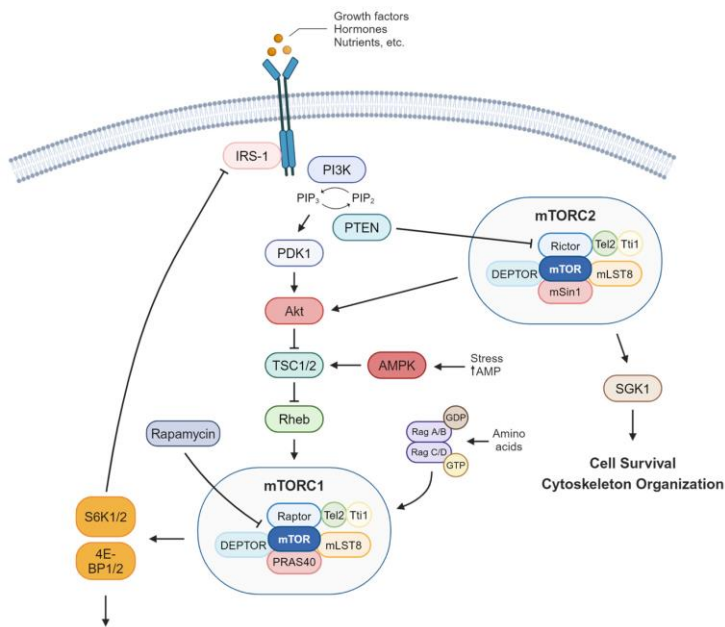 Growth factors
Hormones
Nutrients, etc.
IRS-1
PI3K
PIP3
PIP2
PTEN
PDK1
Akt
TSC1/2
AMPK
Stress
↑AMP
Rheb
Rapamycin
mTORC2
Rictor
Tel2
Tti1
DEPTOR
mTOR
mLST8
mSin1
SGK1
Cell Survival
Cytoskeleton Organization
GDP
Rag A/B
Rag C/D
GTP
Amino
acids
mTORC1
Raptor
Tel2
Tti1
DEPTOR
mTOR
mLST8
PRAS40
S6K1/2
4E-
BP1/2